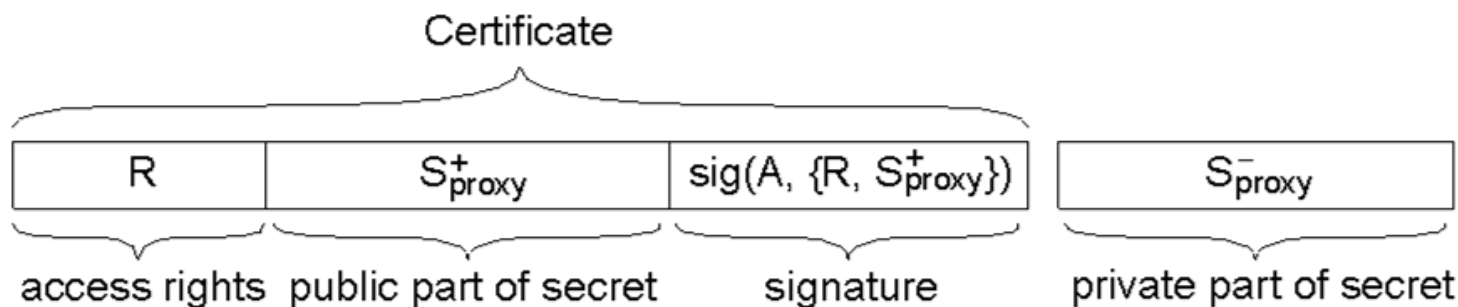 Certificate
R S⁺proxy sig(A, {R, S⁺proxy}) S⁻proxy
access rights public part of secret signature private part of secret